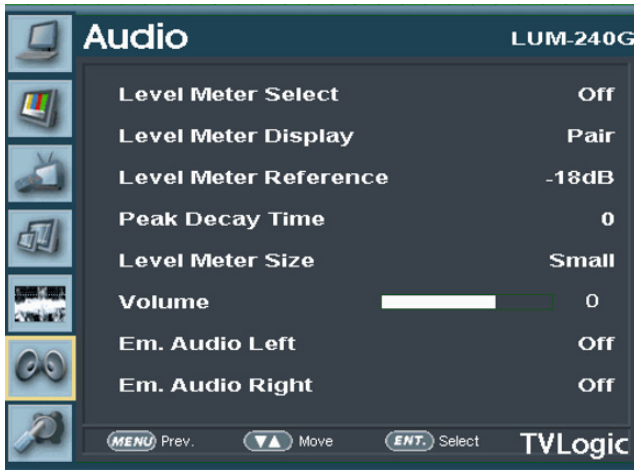 Audio LUM-240G
Level Meter Select Off
Level Meter Display Pair
Level Meter Reference -18dB
Peak Decay Time 0
Level Meter Size Small
Volume 0
Em. Audio Left Off
Em. Audio Right Off
MENU Prev. ▼▲ Move ENT. Select TVLogic